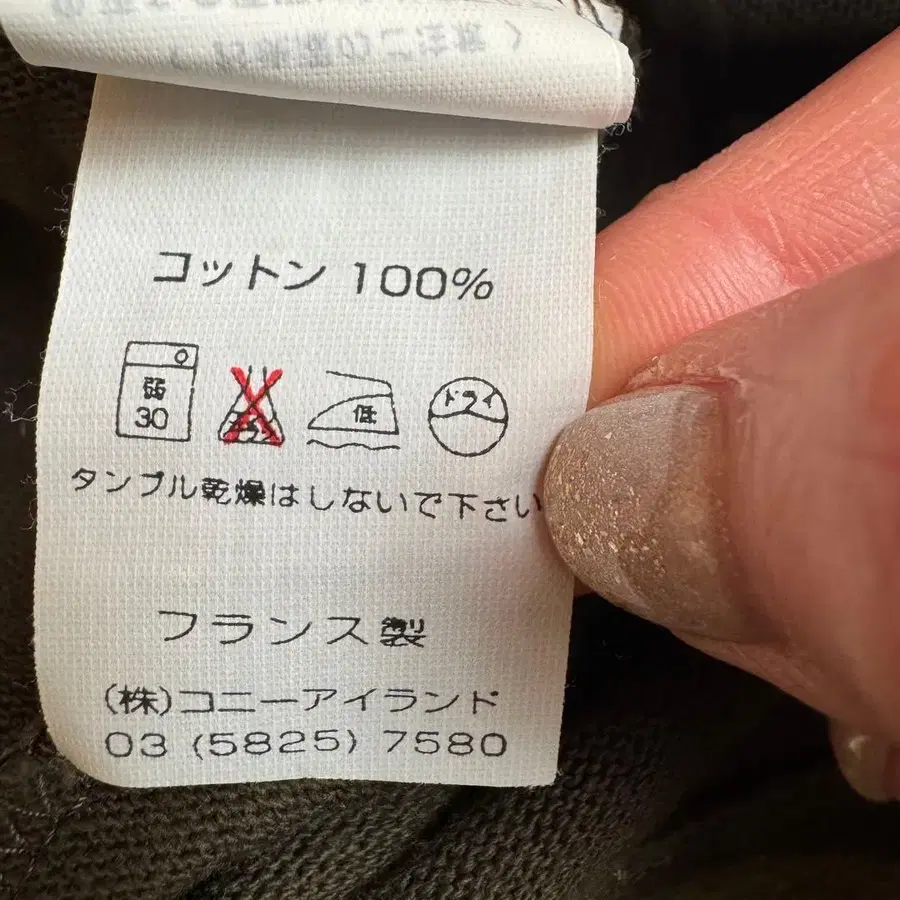 コットン 100%
弱
30
低
ドライ
タンブル乾燥はしないで下さい
フランス製
(株)コニーアイランド
03 (5825) 7580